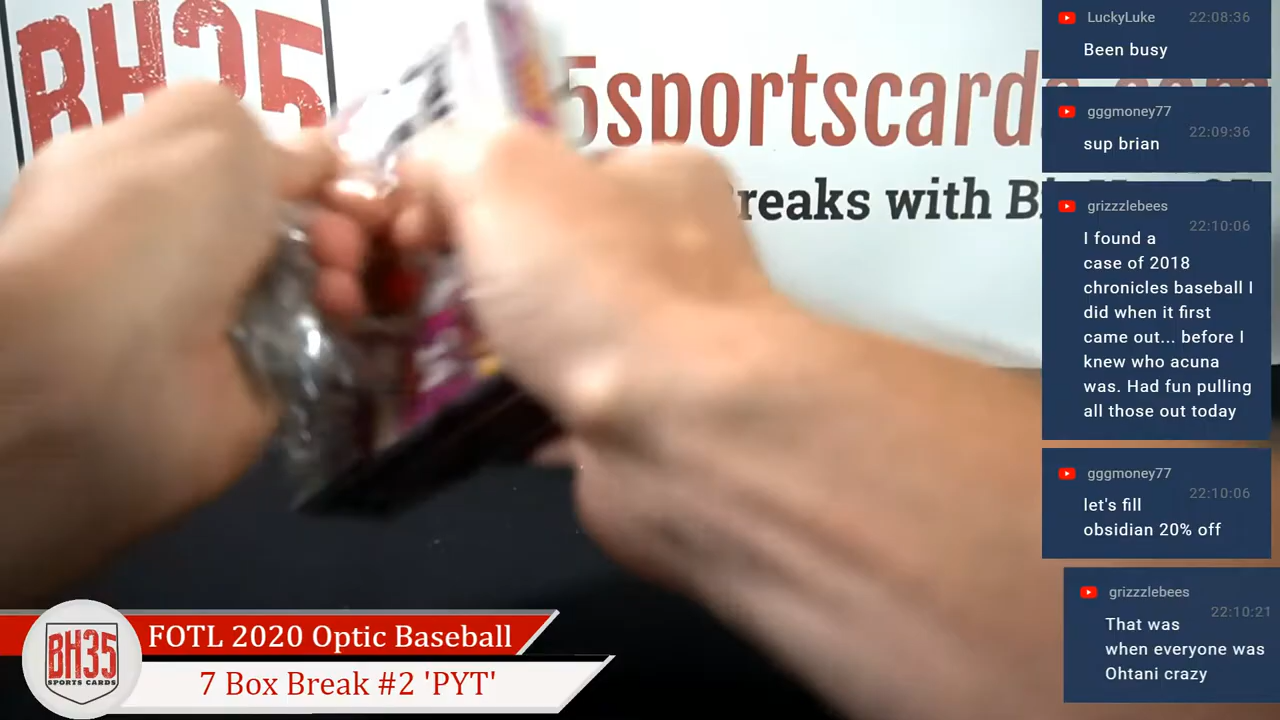 BH35
5sportscard
reaks with B
LuckyLuke 22:08:36
Been busy
gggmoney77
22:09:36
sup brian
grizzzlebees
22:10:06
I found a
case of 2018
chronicles baseball I
did when it first
came out... before I
knew who acuna
was. Had fun pulling
all those out today
gggmoney77
22:10:06
let's fill
obsidian 20% off
grizzzlebees
22:10:21
That was
when everyone was
Ohtani crazy
FOTL 2020 Optic Baseball
7 Box Break #2 'PYT'
BH35
SPORTS CARDS